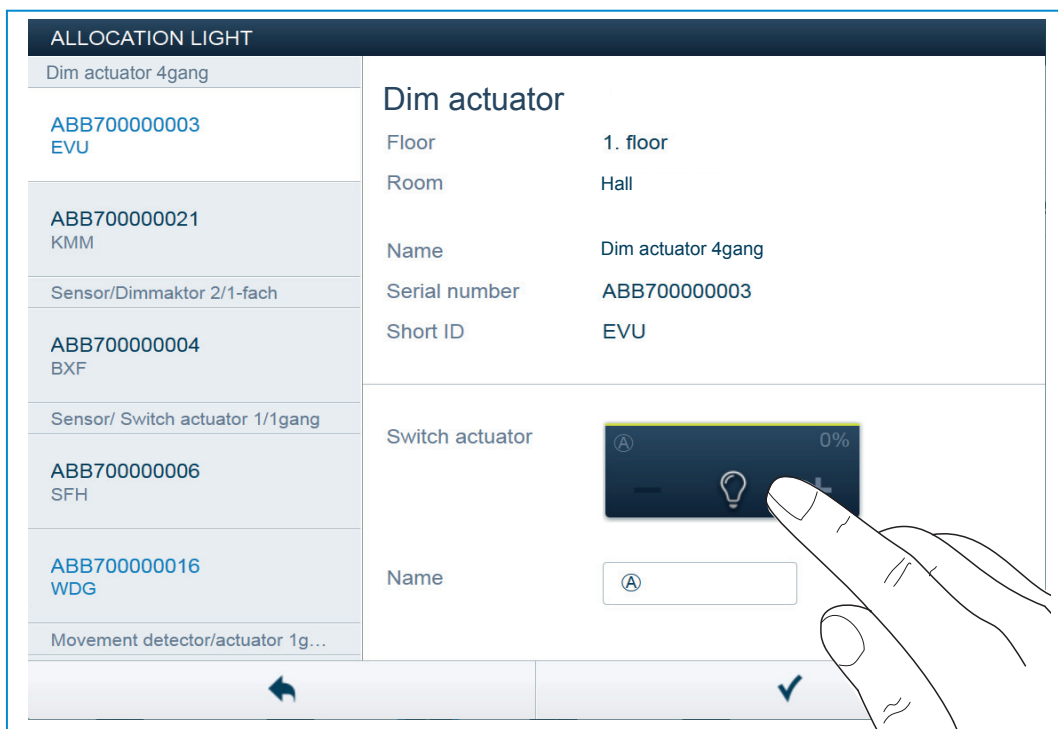 ALLOCATION LIGHT
Dim actuator 4gang
ABB700000003
EVU
ABB700000021
KMM
Sensor/Dimmaktor 2/1-fach
ABB700000004
BXF
Sensor/ Switch actuator 1/1gang
ABB700000006
SFH
ABB700000016
WDG
Movement detector/actuator 1g...
Dim actuator
Floor 1. floor
Room Hall
Name Dim actuator 4gang
Serial number ABB700000003
Short ID EVU
Switch actuator Ⓐ 0%
Name Ⓐ